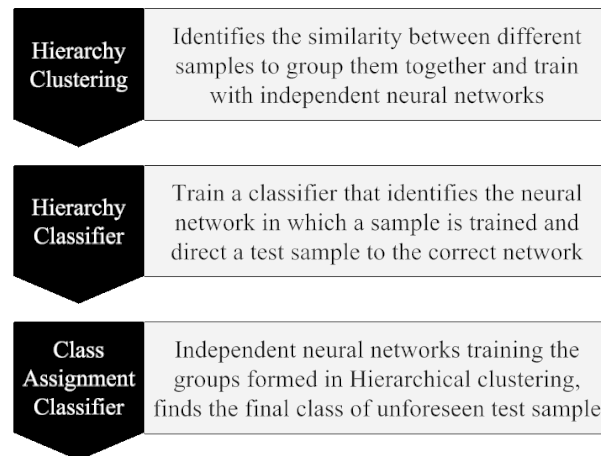 Hierarchy
Clustering
Identifies the similarity between different
samples to group them together and train
with independent neural networks
Hierarchy
Classifier
Train a classifier that identifies the neural
network in which a sample is trained and
direct a test sample to the correct network
Class
Assignment
Classifier
Independent neural networks training the
groups formed in Hierarchical clustering,
finds the final class of unforeseen test sample